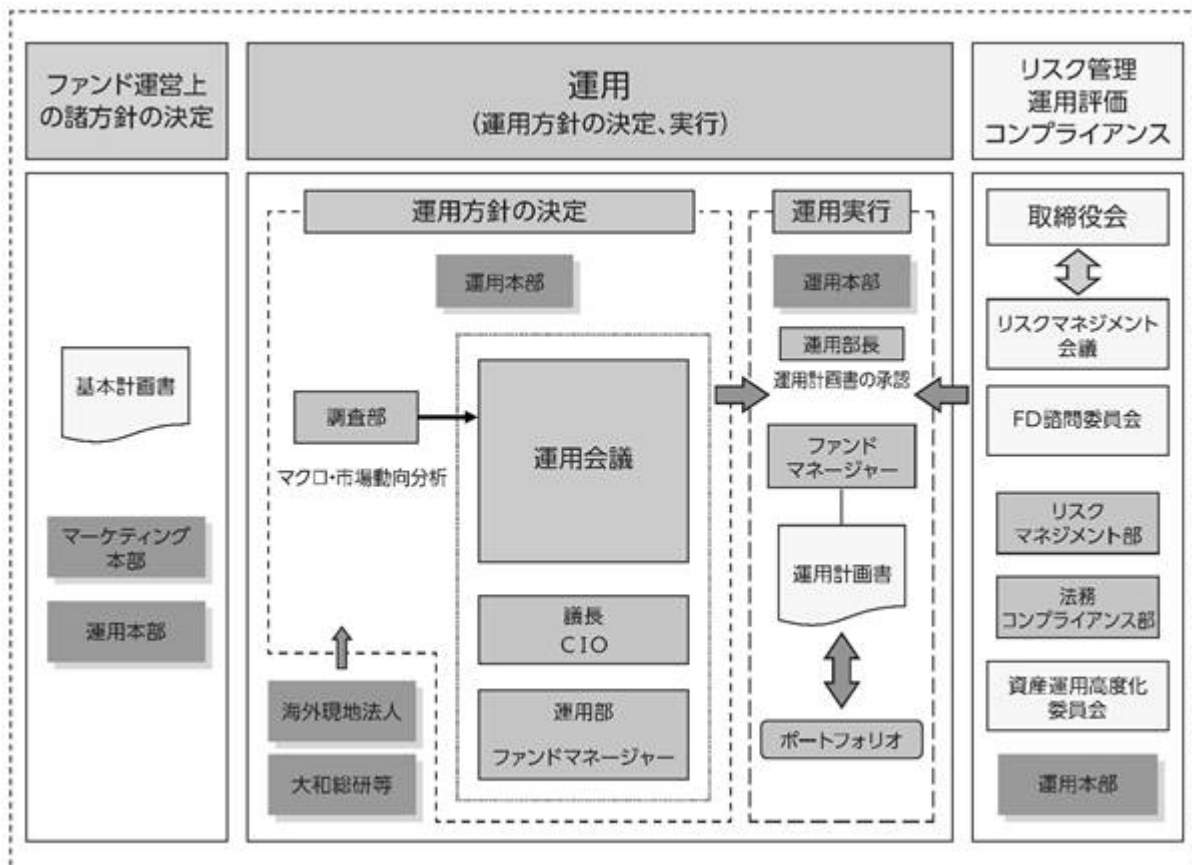 ファンド運営上
の諸方針の決定
運用
(運用方針の決定、実行)
リスク管理
運用評価
コンプライアンス
基本計画書
マーケティング
本部
運用本部
運用方針の決定
運用本部
調査部
マクロ・市場動向分析
運用会議
議長
CIO
運用部
ファンドマネージャー
海外現地法人
大和総研等
運用実行
運用本部
運用部長
運用計画書の承認
ファンド
マネージャー
運用計画書
ポートフォリオ
取締役会
リスクマネジメント
会議
FD諮問委員会
リスク
マネジメント部
法務
コンプライアンス部
資産運用高度化
委員会
運用本部